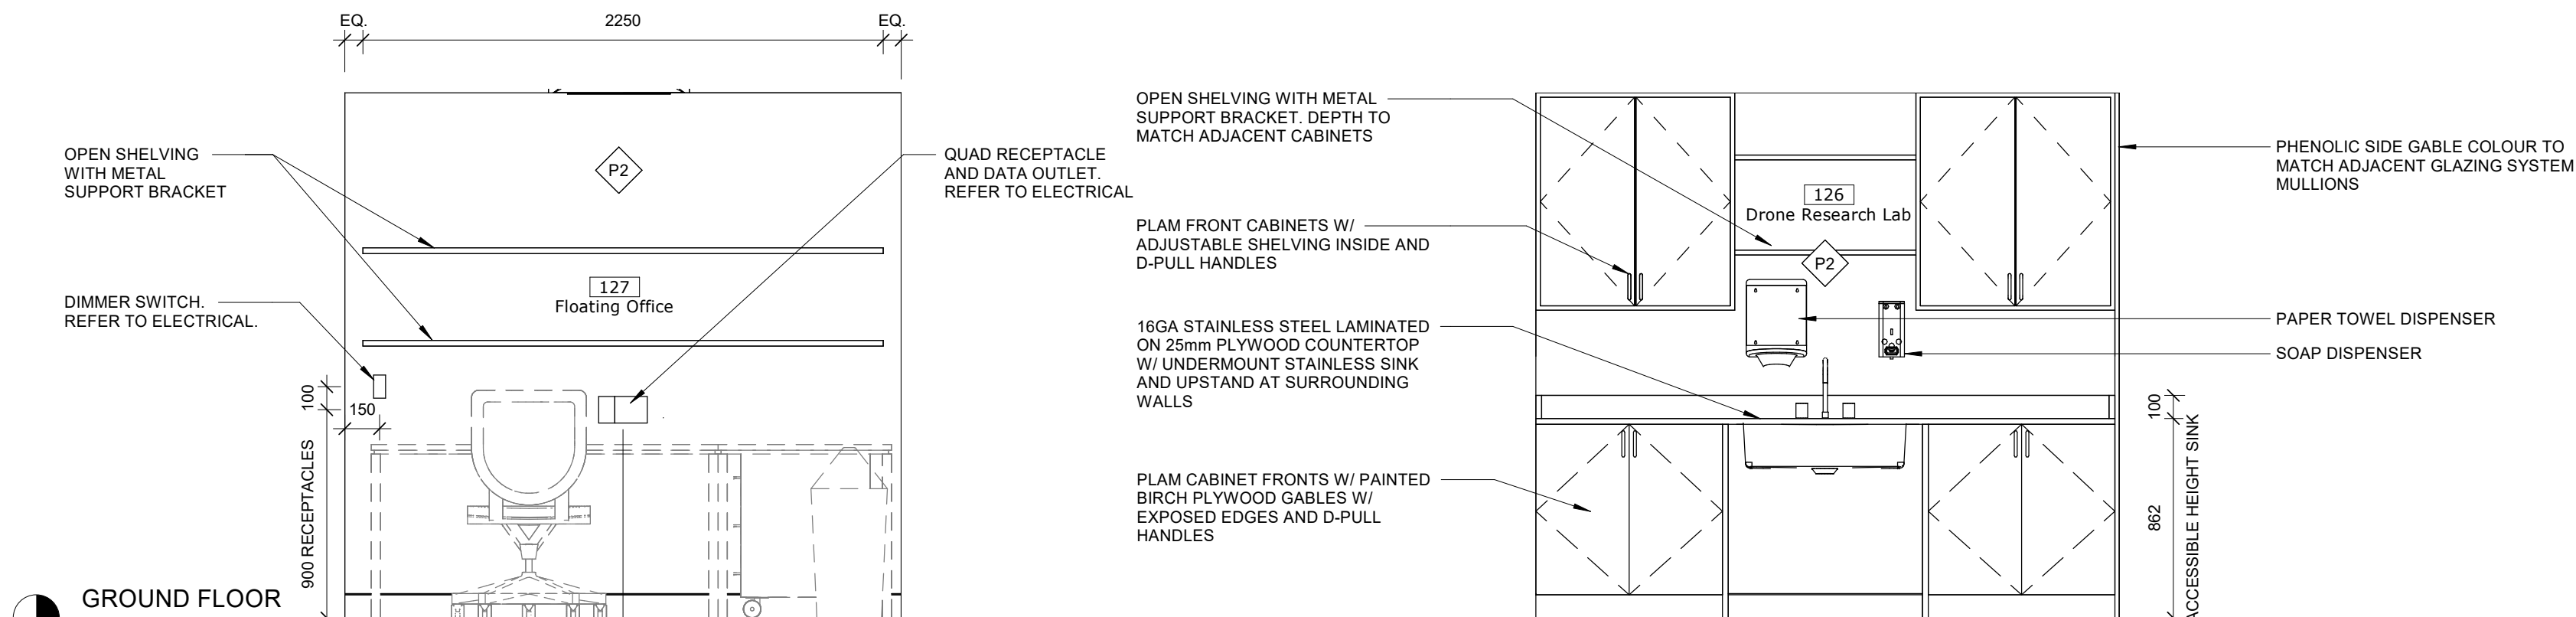 EQ.
2250
EQ.
OPEN SHELVING
WITH METAL
SUPPORT BRACKET
P2
QUAD RECEPTACLE
AND DATA OUTLET.
REFER TO ELECTRICAL
127
Floating Office
DIMMER SWITCH.
REFER TO ELECTRICAL.
100
150
900 RECEPTACLES
GROUND FLOOR
OPEN SHELVING WITH METAL
SUPPORT BRACKET. DEPTH TO
MATCH ADJACENT CABINETS
PLAM FRONT CABINETS W/
ADJUSTABLE SHELVING INSIDE AND
D-PULL HANDLES
16GA STAINLESS STEEL LAMINATED
ON 25mm PLYWOOD COUNTERTOP
W/ UNDERMOUNT STAINLESS SINK
AND UPSTAND AT SURROUNDING
WALLS
PLAM CABINET FRONTS W/ PAINTED
BIRCH PLYWOOD GABLES W/
EXPOSED EDGES AND D-PULL
HANDLES
126
Drone Research Lab
P2
PHENOLIC SIDE GABLE COLOUR TO
MATCH ADJACENT GLAZING SYSTEM
MULLIONS
PAPER TOWEL DISPENSER
SOAP DISPENSER
100
862
ACCESSIBLE HEIGHT SINK